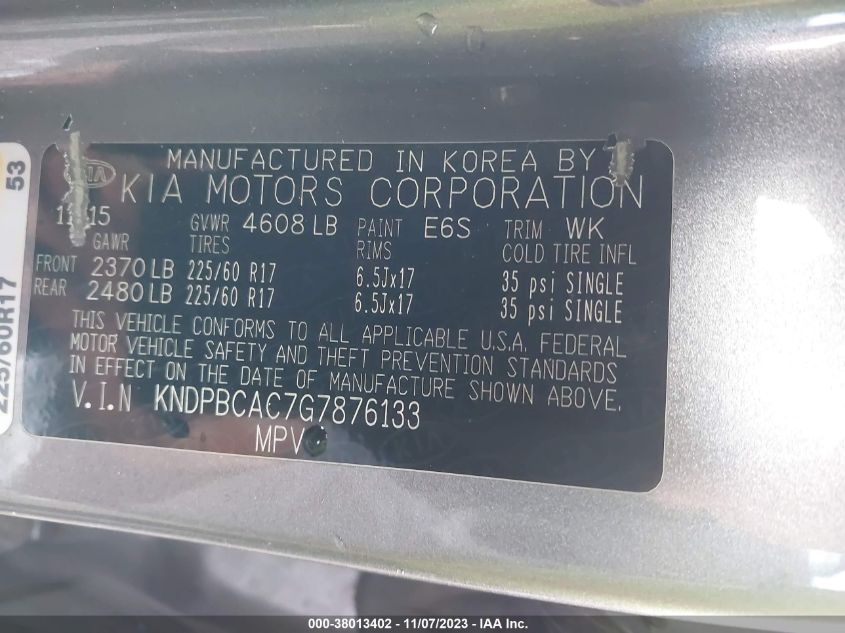 53
225/60R17
KIA
MANUFACTURED IN KOREA BY
KIA MOTORS CORPORATION
GVWR 4608 LB PAINT E6S TRIM WK
GAWR TIRES RIMS COLD TIRE INFL
FRONT 2370 LB 225/60 R17 6.5Jx17 35 psi SINGLE
REAR 2480 LB 225/60 R17 6.5Jx17 35 psi SINGLE
THIS VEHICLE CONFORMS TO ALL APPLICABLE U.S.A. FEDERAL
MOTOR VEHICLE SAFETY AND THEFT PREVENTION STANDARDS
IN EFFECT ON THE DATE OF MANUFACTURE SHOWN ABOVE.
V.I.N KNDPBCAC7G7876133
MPV
000-38013402 - 11/07/2023 - IAA Inc.